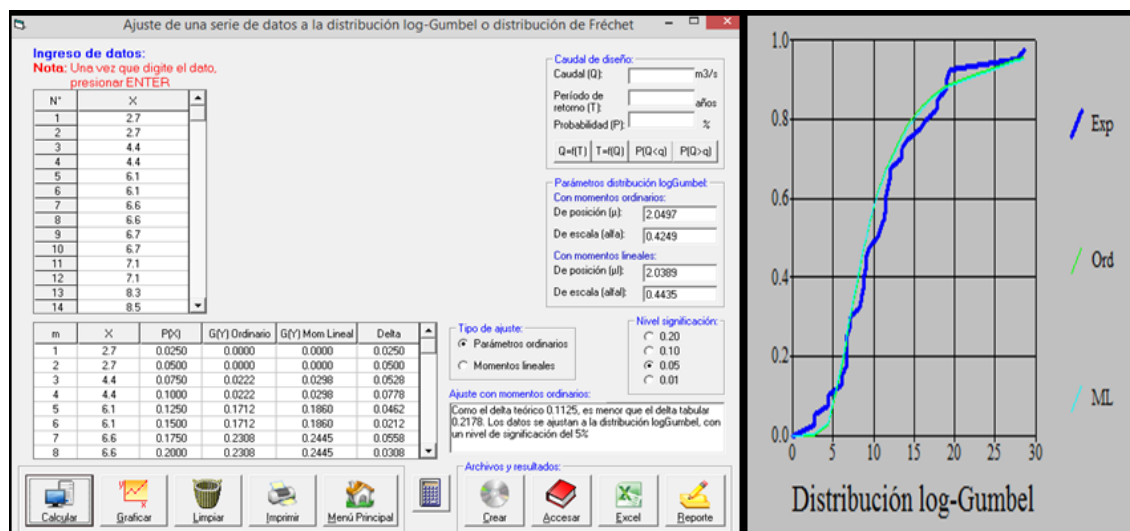 Ajuste de una serie de datos a la distribución log-Gumbel o distribución de Fréchet
Ingreso de datos:
Nota: Una vez que digite el dato,
presionar ENTER
N° X
1 2.7
2 2.7
3 4.4
4 4.4
5 6.1
6 6.1
7 6.6
8 6.6
9 6.7
10 6.7
11 7.1
12 7.1
13 8.3
14 8.5
Caudal de diseño:
Caudal (Q): m3/s
Período de
retorno (T): años
Probabilidad (P): %
Q=f(T) T=f(Q) P(Q<q) P(Q>q)
Parámetros distribución logGumbel:
Con momentos ordinarios:
De posición (µ): 2.0497
De escala (alfa): 0.4249
Con momentos lineales:
De posición (µl): 2.0389
De escala (alfal): 0.4435
m X P(X) G(Y) Ordinario G(Y) Mom Lineal Delta
1 2.7 0.0250 0.0000 0.0000 0.0250
2 2.7 0.0500 0.0000 0.0000 0.0500
3 4.4 0.0750 0.0222 0.0298 0.0528
4 4.4 0.1000 0.0222 0.0298 0.0778
5 6.1 0.1250 0.1712 0.1860 0.0462
6 6.1 0.1500 0.1712 0.1860 0.0212
7 6.6 0.1750 0.2308 0.2445 0.0558
8 6.6 0.2000 0.2308 0.2445 0.0308
Tipo de ajuste:
Parámetros ordinarios
Momentos lineales
Nivel significación:
0.20
0.10
0.05
0.01
Ajuste con momentos ordinarios:
Como el delta teórico 0.1125, es menor que el delta tabular
0.2178. Los datos se ajustan a la distribución logGumbel, con
un nivel de significación del 5%
Calcular Graficar Limpiar Imprimir Menú Principal
Archivos y resultados:
Crear Accesar Excel Reporte
1.0
0.8
0.6
0.4
0.2
0.0
0 5 10 15 20 25 30
Exp
Ord
ML
Distribución log-Gumbel